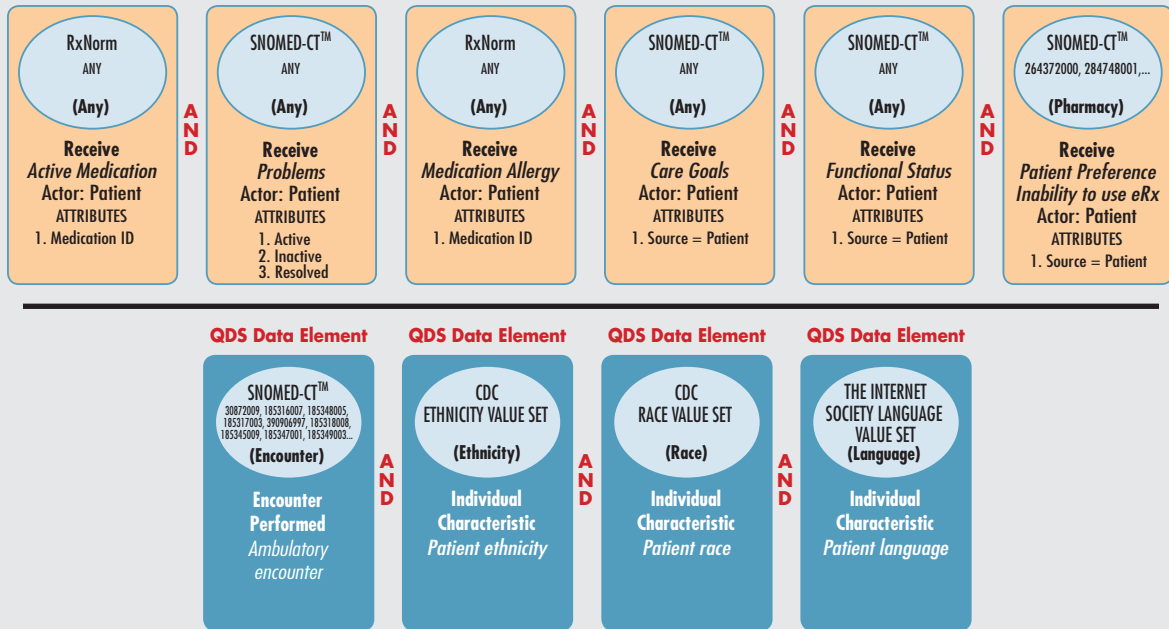 RxNorm
ANY
(Any)
Receive
Active Medication
Actor: Patient
ATTRIBUTES
1. Medication ID
AND
SNOMED-CT™
ANY
(Any)
Receive
Problems
Actor: Patient
ATTRIBUTES
1. Active
2. Inactive
3. Resolved
AND
RxNorm
ANY
(Any)
Receive
Medication Allergy
Actor: Patient
ATTRIBUTES
1. Medication ID
AND
SNOMED-CT™
ANY
(Any)
Receive
Care Goals
Actor: Patient
ATTRIBUTES
1. Source = Patient
AND
SNOMED-CT™
ANY
(Any)
Receive
Functional Status
Actor: Patient
ATTRIBUTES
1. Source = Patient
AND
SNOMED-CT™
264372000, 284748001,...
(Pharmacy)
Receive
Patient Preference
Inability to use eRx
Actor: Patient
ATTRIBUTES
1. Source = Patient
QDS Data Element
SNOMED-CT™
30872009, 185316007, 185348005,
185317003, 390906997, 185318008,
185345009, 185347001, 185349003...
(Encounter)
Encounter
Performed
Ambulatory
encounter
AND
QDS Data Element
CDC
ETHNICITY VALUE SET
(Ethnicity)
Individual
Characteristic
Patient ethnicity
AND
QDS Data Element
CDC
RACE VALUE SET
(Race)
Individual
Characteristic
Patient race
AND
QDS Data Element
THE INTERNET
SOCIETY LANGUAGE
VALUE SET
(Language)
Individual
Characteristic
Patient language